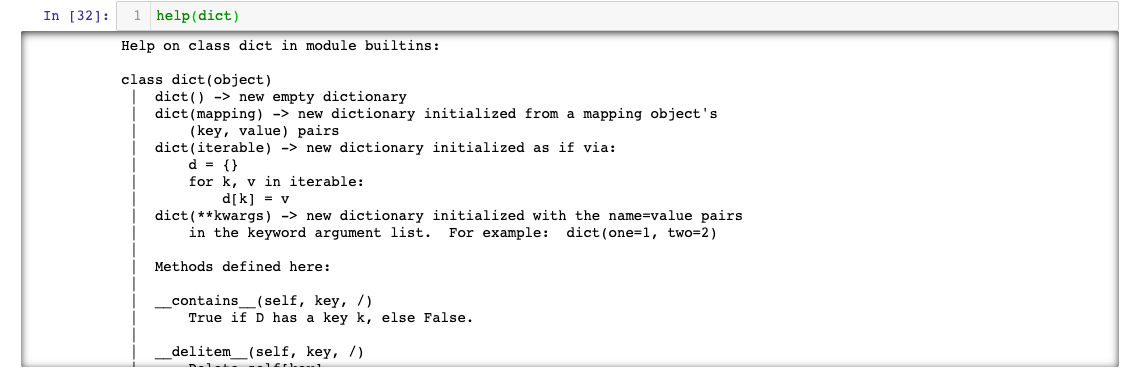 In [32]: 1 help(dict)
Help on class dict in module builtins:
class dict(object)
 |  dict() -> new empty dictionary
 |  dict(mapping) -> new dictionary initialized from a mapping object's
 |      (key, value) pairs
 |  dict(iterable) -> new dictionary initialized as if via:
 |      d = {}
 |      for k, v in iterable:
 |          d[k] = v
 |  dict(**kwargs) -> new dictionary initialized with the name=value pairs
 |      in the keyword argument list.  For example:  dict(one=1, two=2)
 |
 |  Methods defined here:
 |
 |  __contains__(self, key, /)
 |      True if D has a key k, else False.
 |
 |  __delitem__(self, key, /)
 |      Delete self[key].